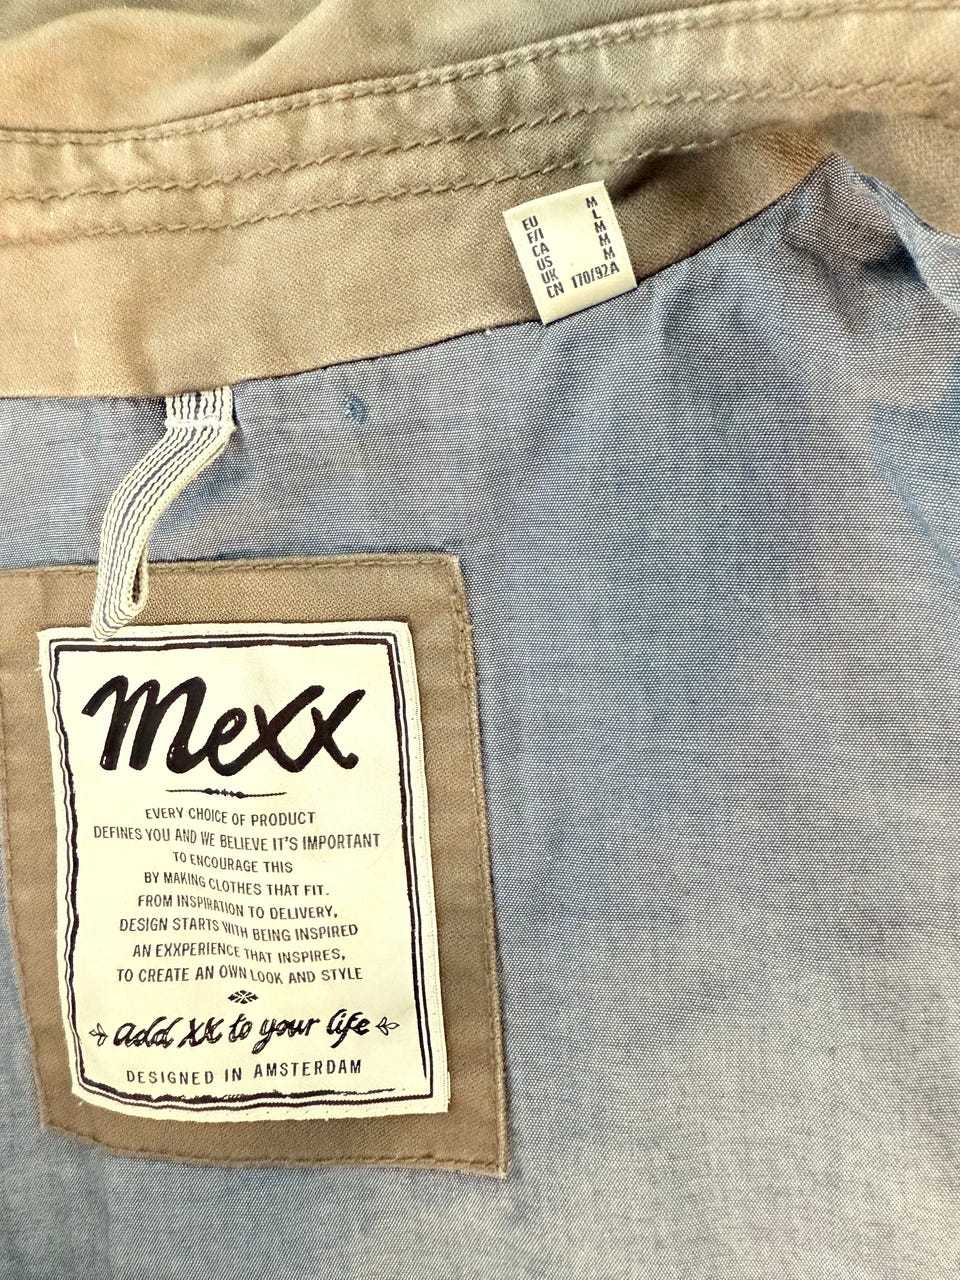 EU M
F/I L
CA M
US M
UK M
CN 170/92A
Mexx
EVERY CHOICE OF PRODUCT
DEFINES YOU AND WE BELIEVE IT'S IMPORTANT
TO ENCOURAGE THIS
BY MAKING CLOTHES THAT FIT.
FROM INSPIRATION TO DELIVERY,
DESIGN STARTS WITH BEING INSPIRED
AN EXXPERIENCE THAT INSPIRES,
TO CREATE AN OWN LOOK AND STYLE
add XX to your life
DESIGNED IN AMSTERDAM